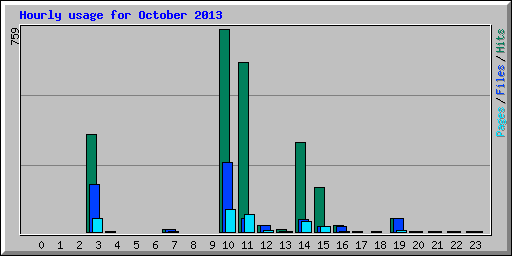 Hourly usage for October 2013
759
Pages/Files/Hits
0 1 2 3 4 5 6 7 8 9 10 11 12 13 14 15 16 17 18 19 20 21 22 23